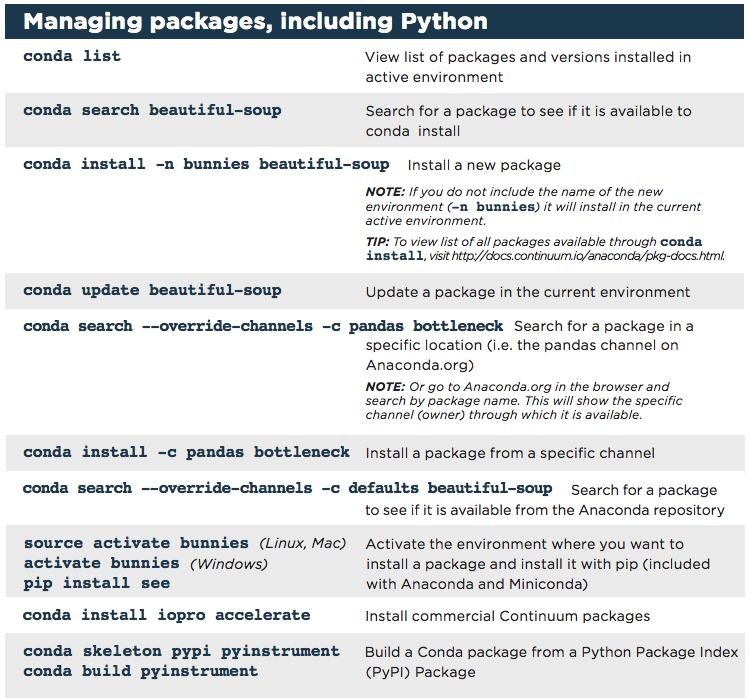 Managing packages, including Python
conda list
View list of packages and versions installed in
active environment
conda search beautiful-soup
Search for a package to see if it is available to
conda install
conda install -n bunnies beautiful-soup Install a new package
NOTE: If you do not include the name of the new
environment (-n bunnies) it will install in the current
active environment.
TIP: To view list of all packages available through conda
install, visit http://docs.continuum.io/anaconda/pkg-docs.html.
conda update beautiful-soup
Update a package in the current environment
conda search --override-channels -c pandas bottleneck Search for a package in a
specific location (i.e. the pandas channel on
Anaconda.org)
NOTE: Or go to Anaconda.org in the browser and
search by package name. This will show the specific
channel (owner) through which it is available.
conda install -c pandas bottleneck
Install a package from a specific channel
conda search --override-channels -c defaults beautiful-soup Search for a package
to see if it is available from the Anaconda repository
source activate bunnies (Linux, Mac)
activate bunnies (Windows)
pip install see
Activate the environment where you want to
install a package and install it with pip (included
with Anaconda and Miniconda)
conda install iopro accelerate
Install commercial Continuum packages
conda skeleton pypi pyinstrument
conda build pyinstrument
Build a Conda package from a Python Package Index
(PyPI) Package